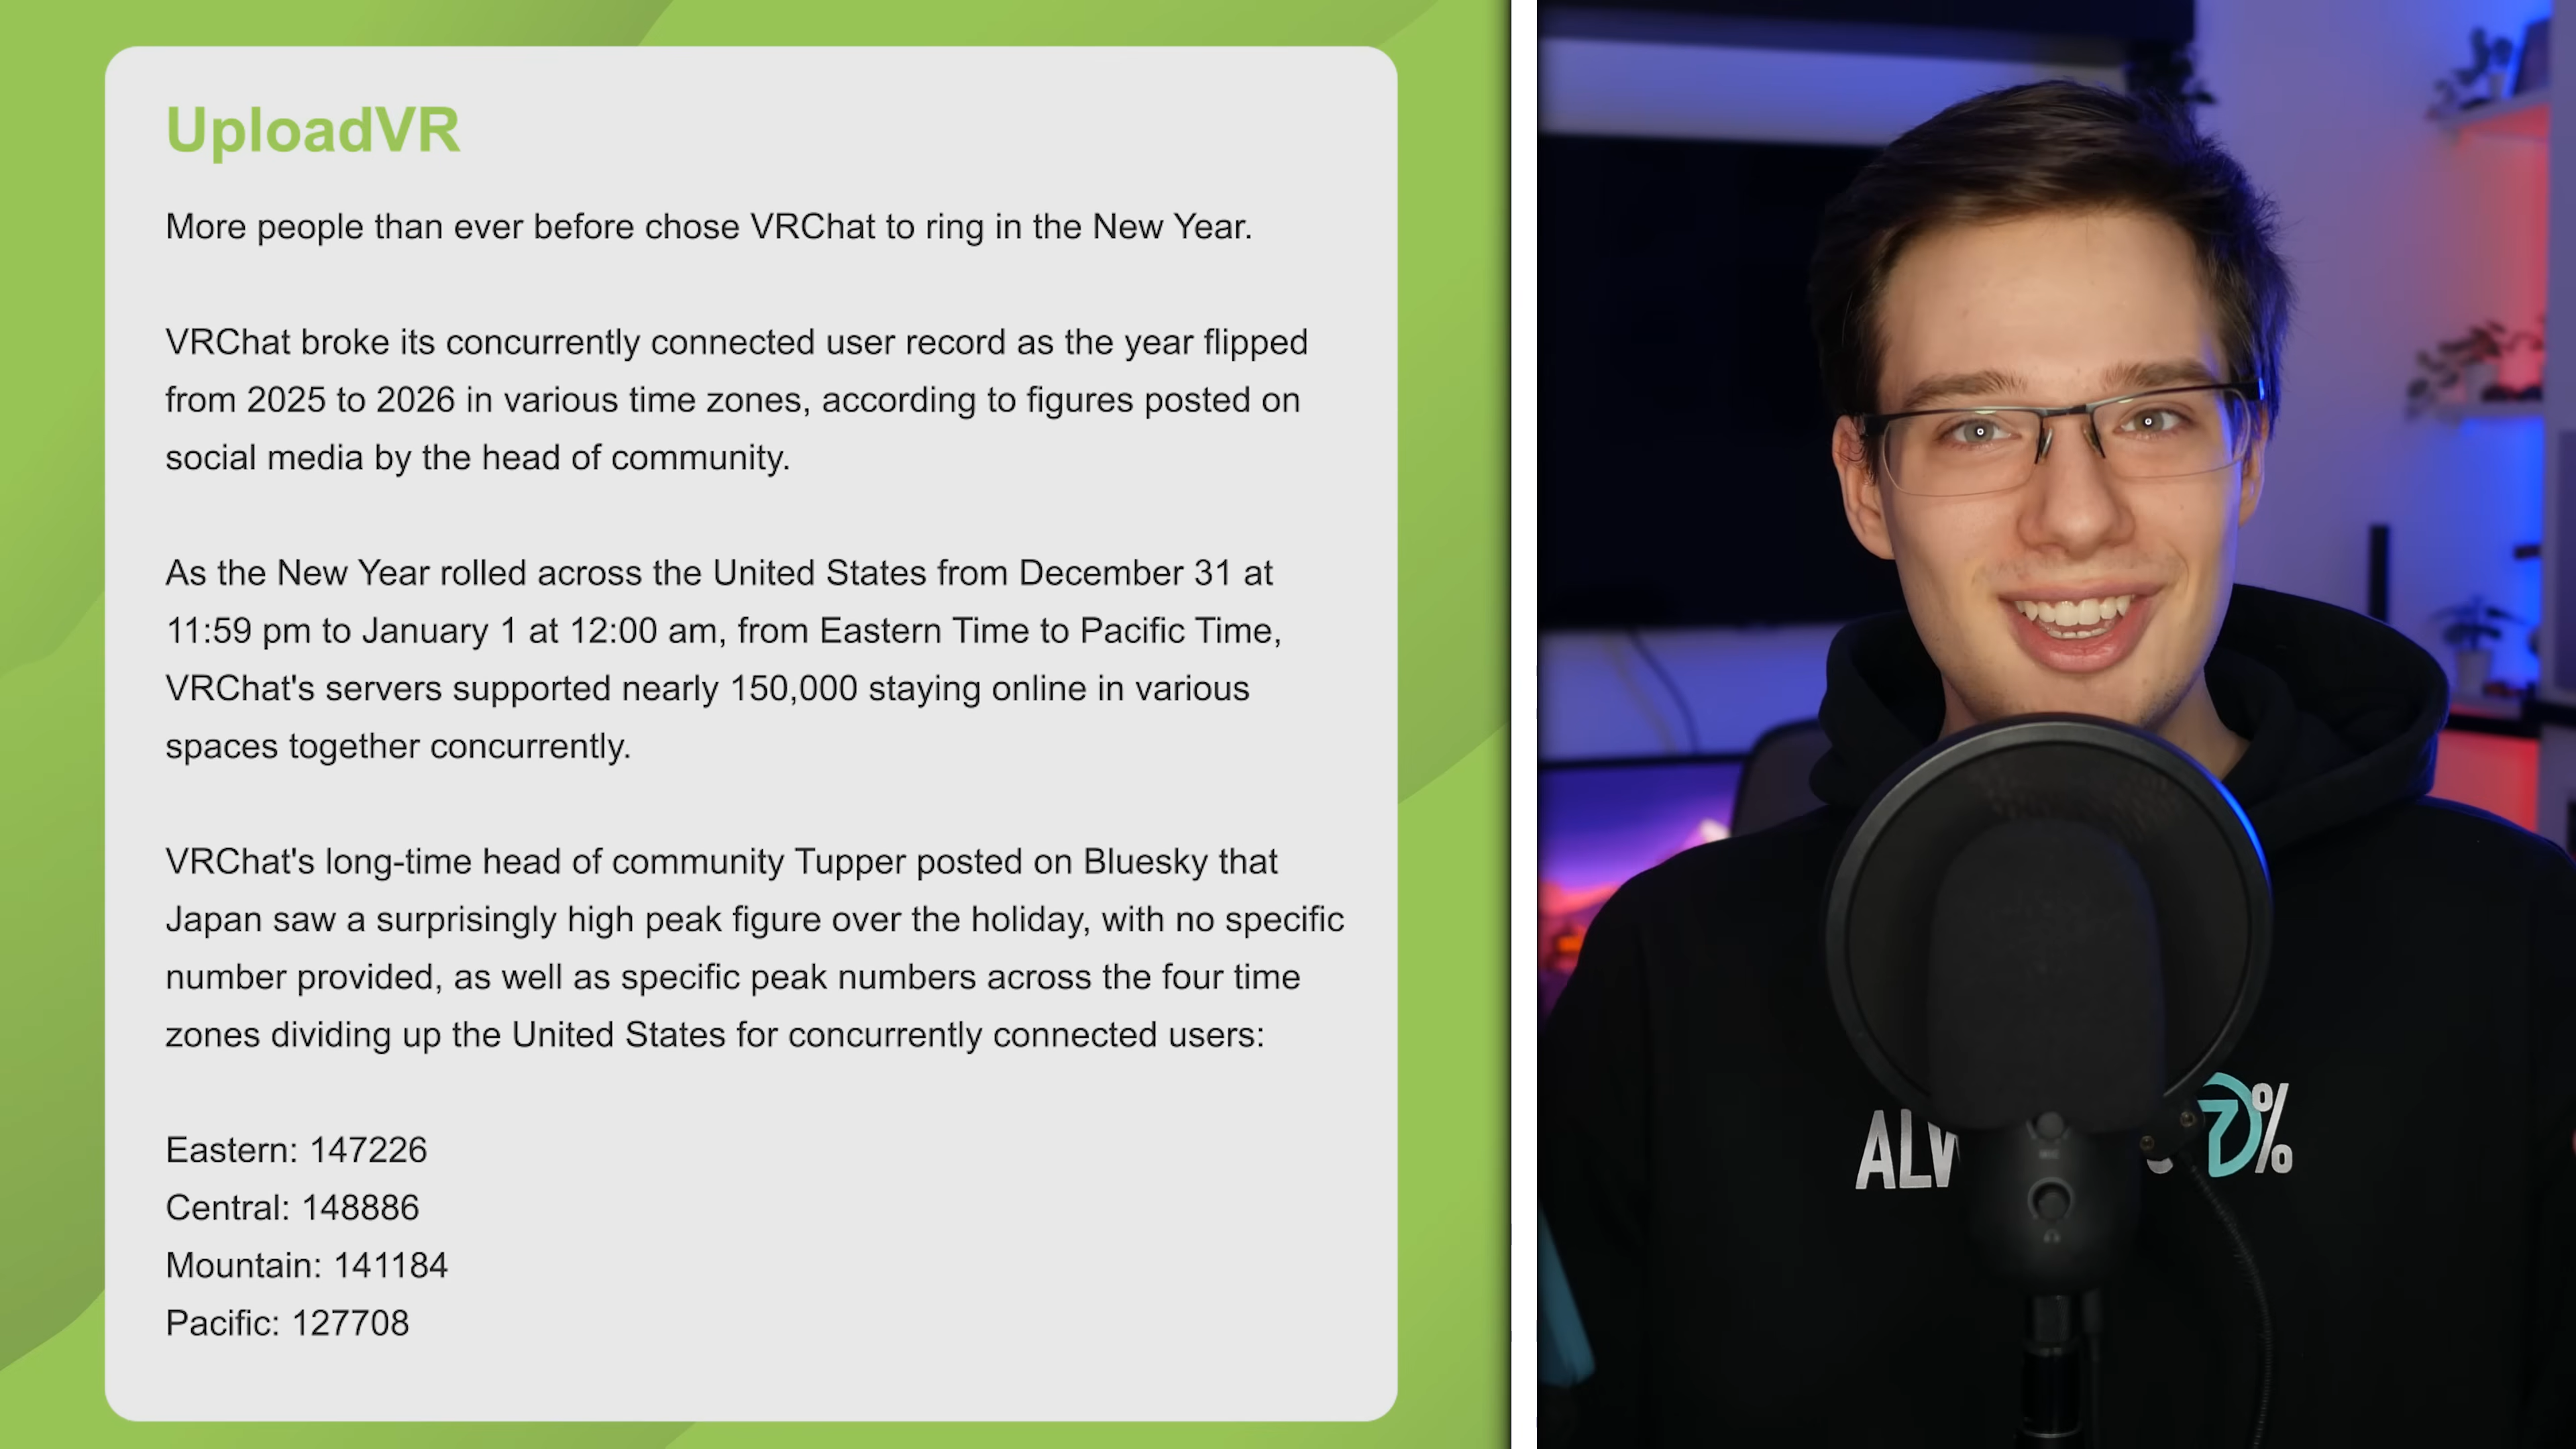 UploadVR
More people than ever before chose VRChat to ring in the New Year.
VRChat broke its concurrently connected user record as the year flipped
from 2025 to 2026 in various time zones, according to figures posted on
social media by the head of community.
As the New Year rolled across the United States from December 31 at
11:59 pm to January 1 at 12:00 am, from Eastern Time to Pacific Time,
VRChat's servers supported nearly 150,000 staying online in various
spaces together concurrently.
VRChat's long-time head of community Tupper posted on Bluesky that
Japan saw a surprisingly high peak figure over the holiday, with no specific
number provided, as well as specific peak numbers across the four time
zones dividing up the United States for concurrently connected users:
Eastern: 147226
Central: 148886
Mountain: 141184
Pacific: 127708